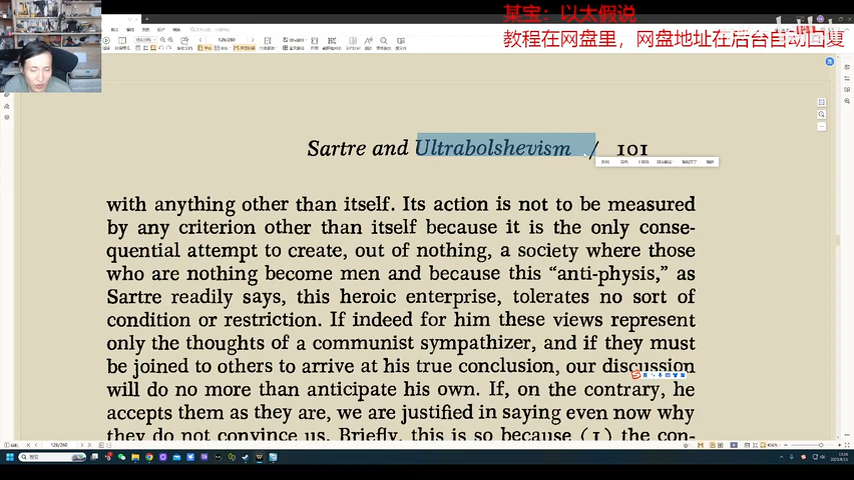 某宝：以太假说
教程在网盘里，网盘地址在后台自动回复
Sartre and Ultrabolshevism / 101
with anything other than itself. Its action is not to be measured
by any criterion other than itself because it is the only conse-
quential attempt to create, out of nothing, a society where those
who are nothing become men and because this “anti-physis,” as
Sartre readily says, this heroic enterprise, tolerates no sort of
condition or restriction. If indeed for him these views represent
only the thoughts of a communist sympathizer, and if they must
be joined to others to arrive at his true conclusion, our discussion
will do no more than anticipate his own. If, on the contrary, he
accepts them as they are, we are justified in saying even now why
they do not convince us. Briefly, this is so because (1) the con-